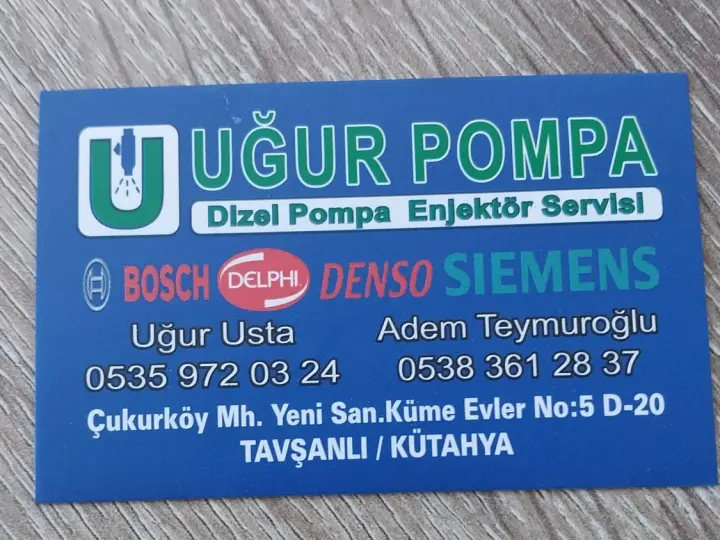 U UĞUR POMPA
Dizel Pompa Enjektör Servisi
BOSCH DELPHI DENSO SIEMENS
Uğur Usta Adem Teymuroğlu
0535 972 03 24 0538 361 28 37
Çukurköy Mh. Yeni San.Küme Evler No:5 D-20
TAVŞANLI / KÜTAHYA